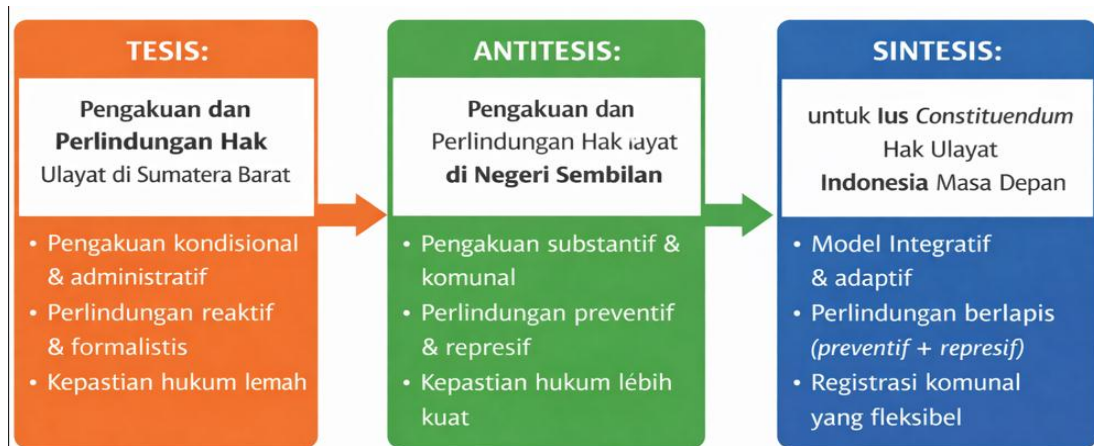 TESIS:
Pengakuan dan
Perlindungan Hak
Ulayat di Sumatera Barat
• Pengakuan kondisional
& administratif
• Perlindungan reaktif
& formalistis
• Kepastian hukum lemah
ANTITESIS:
Pengakuan dan
Perlindungan Hak layat
di Negeri Sembilan
• Pengakuan substantif &
komunal
• Perlindungan preventif
& represif
• Kepastian hukum lébih
kuat
SINTESIS:
untuk Ius Constituendum
Hak Ulayat
Indonesia Masa Depan
• Model Integratif
& adaptif
• Perlindungan berlapis
(preventif + represif)
• Registrasi komunal
yang fleksibel